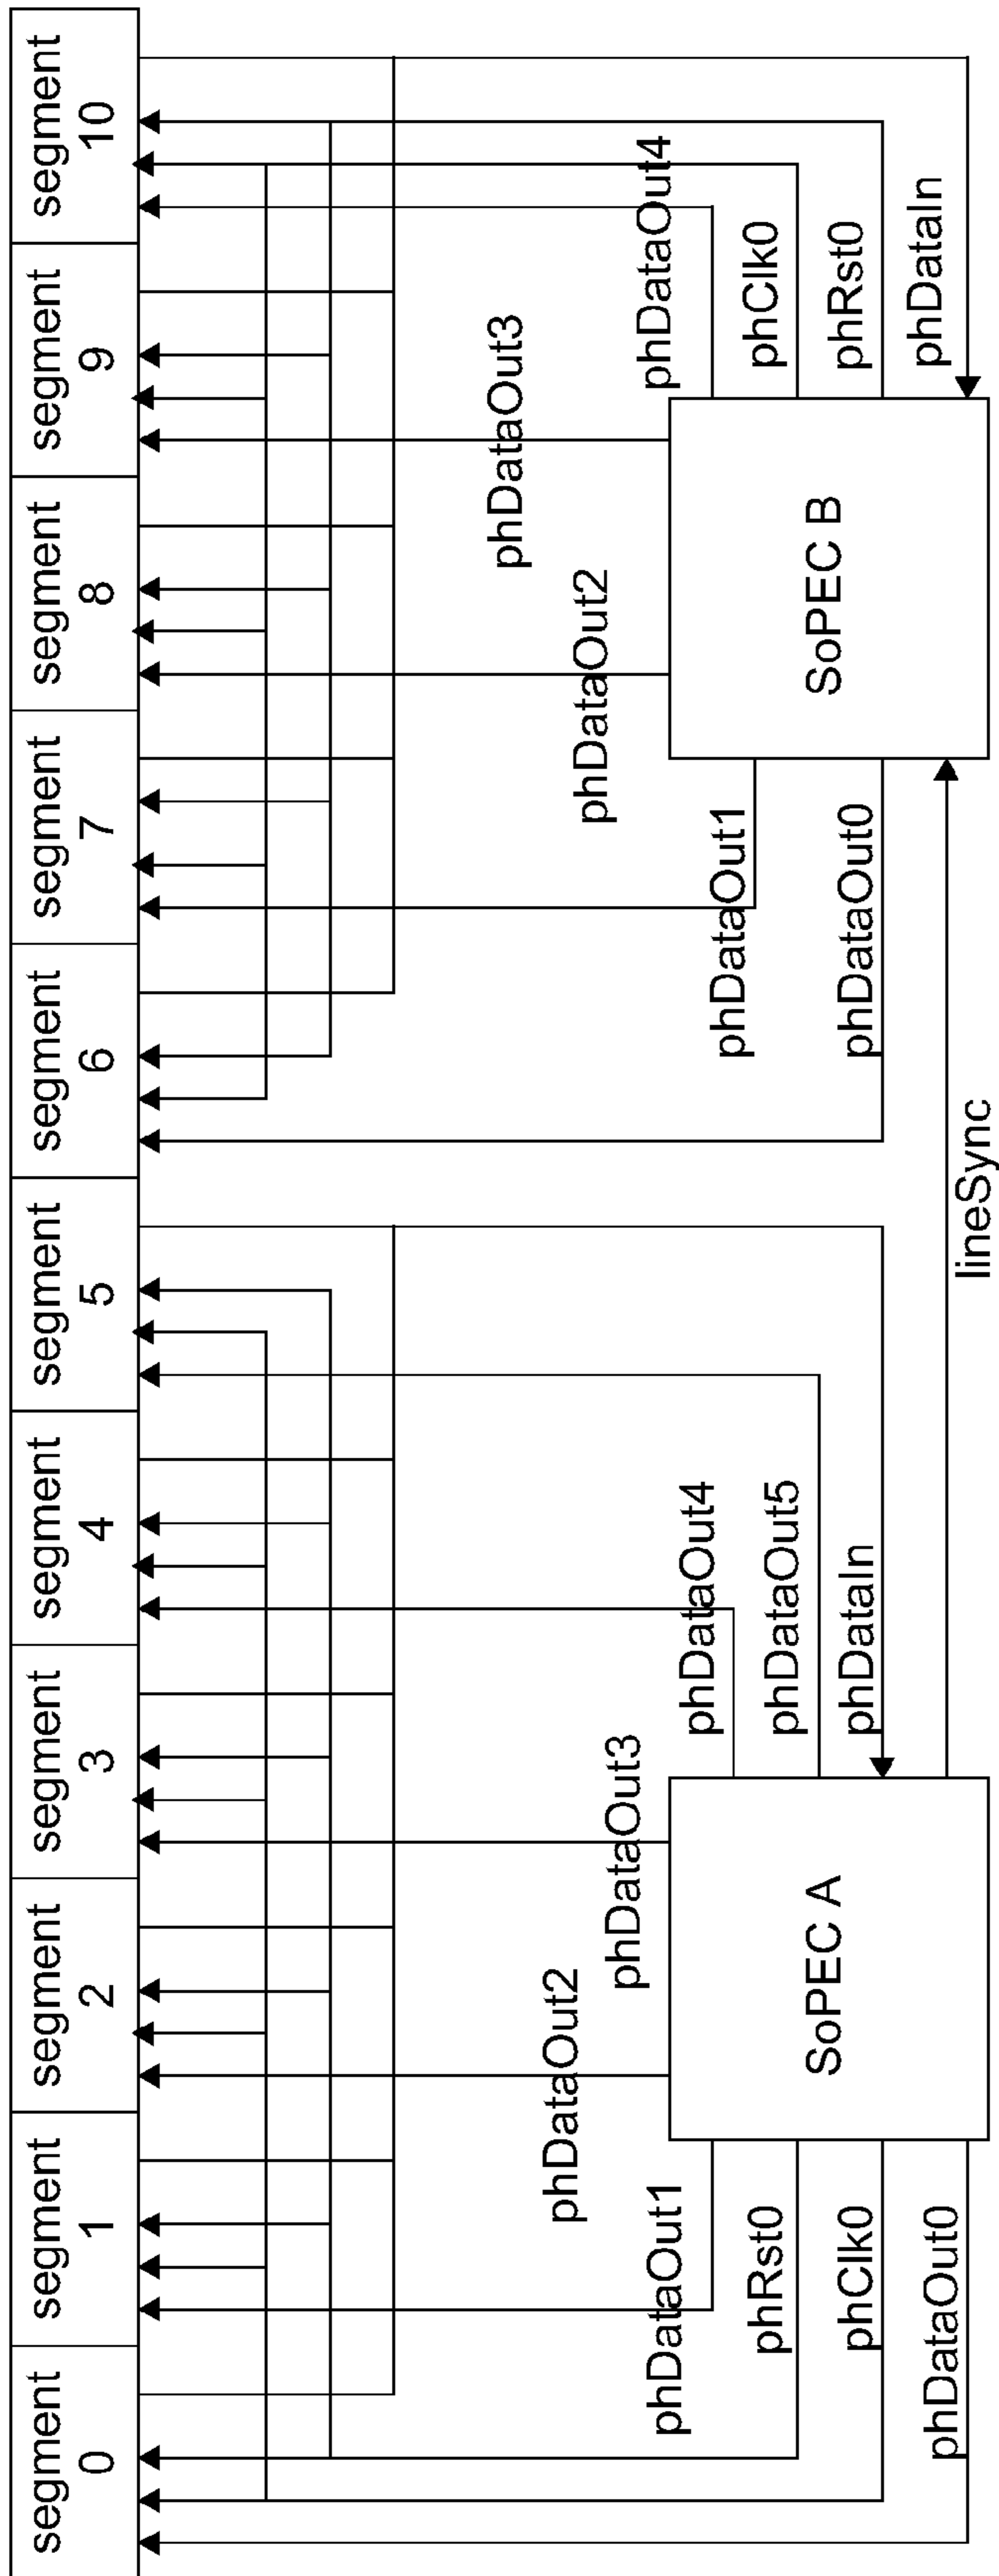 segment
0
segment
1
segment
2
segment
3
segment
4
segment
5
segment
6
segment
7
segment
8
segment
9
segment
10
phDataOut2
phDataOut3
phDataOut1
phRst0
phClk0
phDataOut0
SoPEC A
phDataOut4
phDataOut5
phDataIn
lineSync
phDataOut3
phDataOut2
phDataOut1
phDataOut0
SoPEC B
phDataOut4
phClk0
phRst0
phDataIn